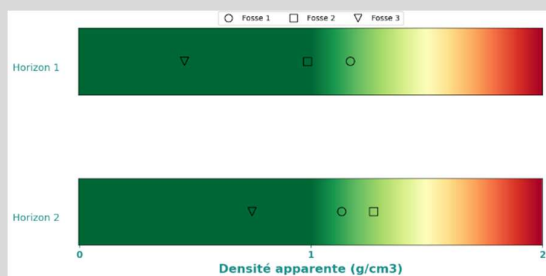 Fosse 1 Fosse 2 Fosse 3
Horizon 1
Horizon 2
0 1 2
Densité apparente (g/cm3)